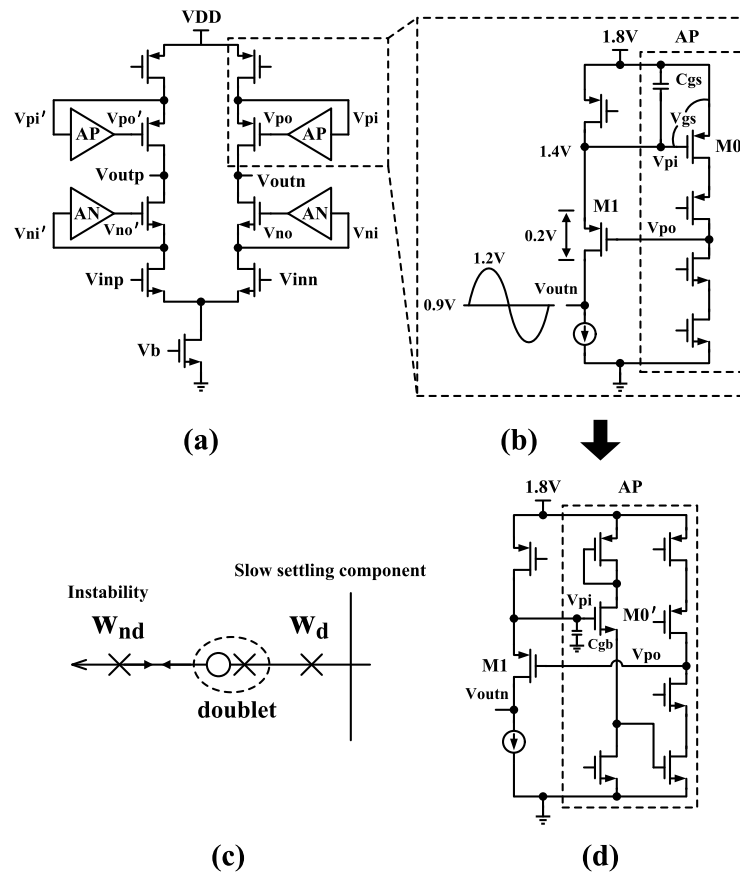 VDD
Vpi′
AP
Vpo′
Vpo
AP
Vpi
Voutp
Voutn
Vni′
AN
Vno′
Vno
AN
Vni
Vinp
Vinn
Vb
(a)
1.8V
AP
Cgs
Vgs
M0
1.4V
Vpi
M1
0.2V
Vpo
1.2V
Voutn
0.9V
(b)
Instability
Slow settling component
Wnd
Wd
doublet
(c)
1.8V
AP
Vpi
M0′
Cgb
M1
Vpo
Voutn
(d)